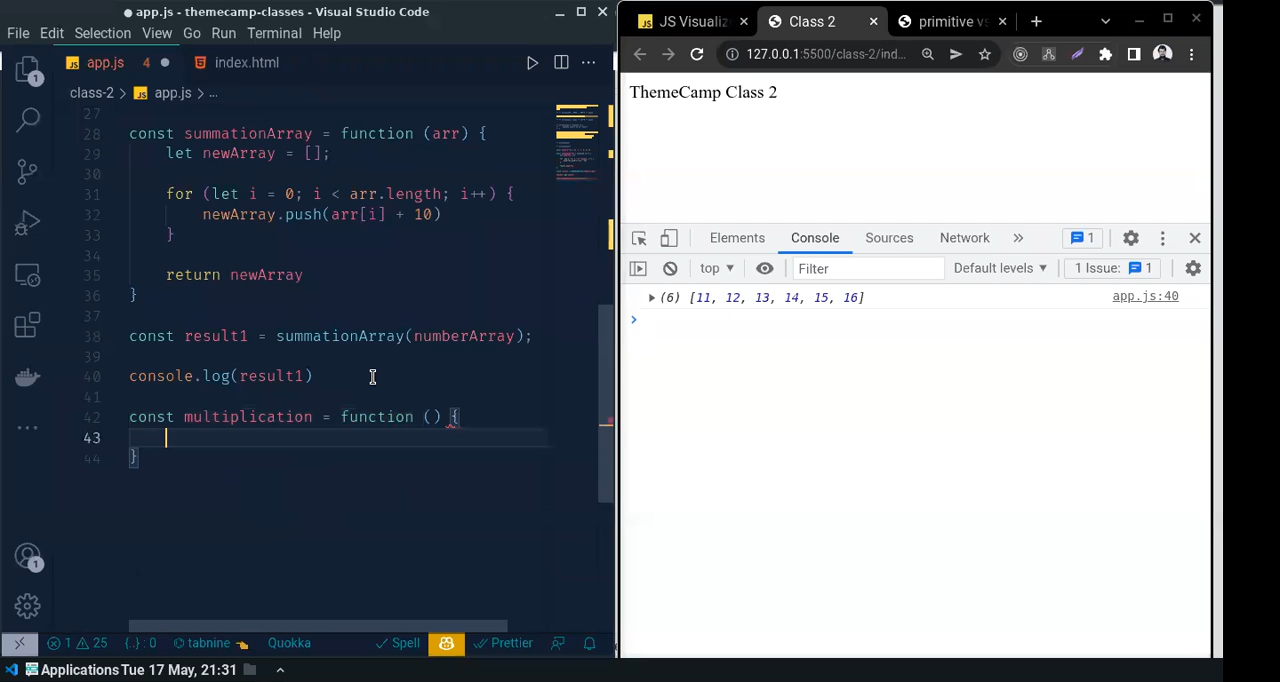 app.js - themecamp-classes - Visual Studio Code
File Edit Selection View Go Run Terminal Help
JS app.js 4 index.html
class-2 > JS app.js > ...
27
28 const summationArray = function (arr) {
29 let newArray = [];
30
31 for (let i = 0; i < arr.length; i++) {
32 newArray.push(arr[i] + 10)
33 }
34
35 return newArray
36 }
37
38 const result1 = summationArray(numberArray);
39
40 console.log(result1)
41
42 const multiplication = function () {
43
44 }
1
1
1 25 {..} : 0 tabnine Quokka Spell Prettier
Applications Tue 17 May, 21:31
JS JS Visualiz Class 2 primitive vs
127.0.0.1:5500/class-2/ind...
ThemeCamp Class 2
Elements Console Sources Network 1
top Filter Default levels 1 Issue: 1
(6) [11, 12, 13, 14, 15, 16] app.js:40